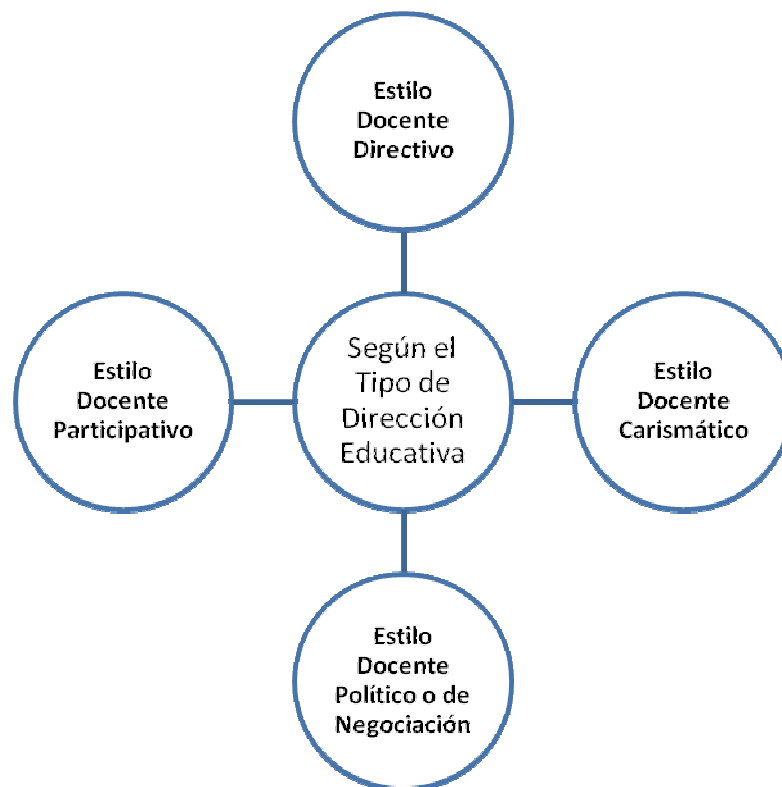 Estilo
Docente
Directivo
Estilo
Docente
Participativo
Según el
Tipo de
Dirección
Educativa
Estilo
Docente
Carismático
Estilo
Docente
Político o de
Negociación